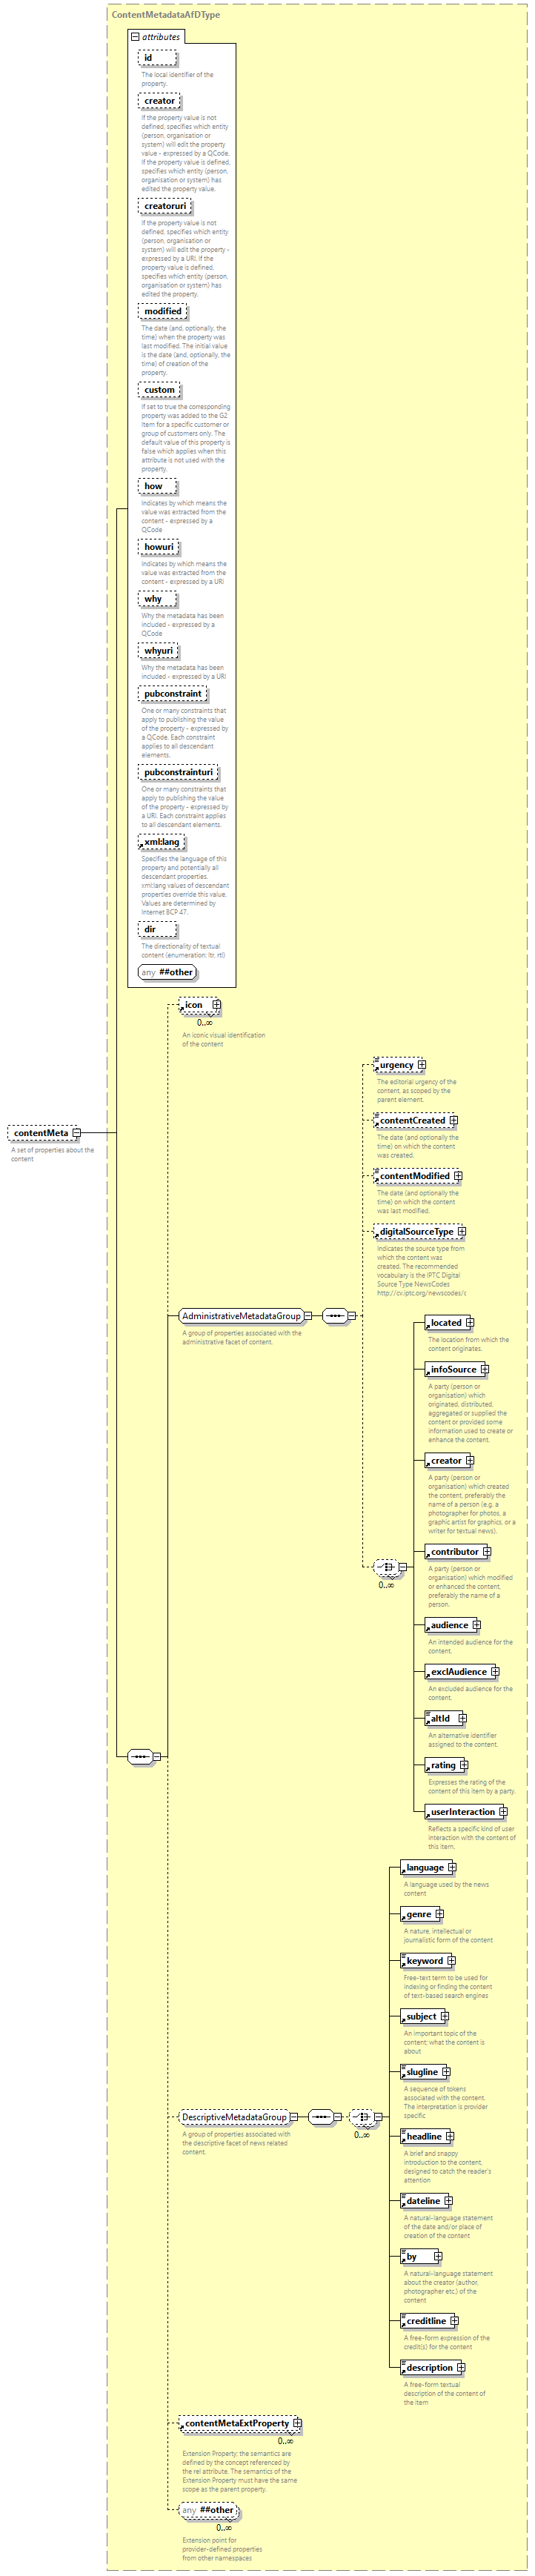 ContentMetadataAfDType
attributes
id
The local identifier of the
property.
creator
If the property value is not
defined, specifies which entity
(person, organisation or
system) will edit the property
value - expressed by a QCode.
If the property value is defined,
specifies which entity (person,
organisation or system) has
edited the property value.
creatoruri
If the property value is not
defined, specifies which entity
(person, organisation or
system) will edit the property -
expressed by a URI. If the
property value is defined,
specifies which entity (person,
organisation or system) has
edited the property.
modified
The date (and, optionally, the
time) when the property was
last modified. The initial value
is the date (and, optionally, the
time) of creation of the
property.
custom
If set to true the corresponding
property was added to the G2
Item for a specific customer or
group of customers only. The
default value of this property is
false which applies when this
attribute is not used with the
property.
how
Indicates by which means the
value was extracted from the
content - expressed by a
QCode
howuri
Indicates by which means the
value was extracted from the
content - expressed by a URI
why
Why the metadata has been
included - expressed by a
QCode
whyuri
Why the metadata has been
included - expressed by a URI
pubconstraint
One or many constraints that
apply to publishing the value
of the property - expressed by
a QCode. Each constraint
applies to all descendant
elements.
pubconstrainturi
One or many constraints that
apply to publishing the value
of the property - expressed by
a URI. Each constraint applies
to all descendant elements.
xml:lang
Specifies the language of this
property and potentially all
descendant properties.
xml:lang values of descendant
properties override this value.
Values are determined by
Internet BCP 47.
dir
The directionality of textual
content (enumeration: ltr, rtl)
any ##other
icon
0..∞
An iconic visual identification
of the content
contentMeta
A set of properties about the
content
urgency
The editorial urgency of the
content, as scoped by the
parent element.
contentCreated
The date (and optionally the
time) on which the content
was created.
contentModified
The date (and optionally the
time) on which the content
was last modified.
digitalSourceType
Indicates the source type from
which the content was
created. The recommended
vocabulary is the IPTC Digital
Source Type NewsCodes
http://cv.iptc.org/newscodes/c
AdministrativeMetadataGroup
A group of properties associated with the
administrative facet of content.
located
The location from which the
content originates.
infoSource
A party (person or
organisation) which
originated, distributed,
aggregated or supplied the
content or provided some
information used to create or
enhance the content.
creator
A party (person or
organisation) which created
the content, preferably the
name of a person (e.g. a
photographer for photos, a
graphic artist for graphics, or a
writer for textual news).
contributor
A party (person or
organisation) which modified
or enhanced the content,
preferably the name of a
person.
0..∞
audience
An intended audience for the
content.
exclAudience
An excluded audience for the
content.
altId
An alternative identifier
assigned to the content.
rating
Expresses the rating of the
content of this item by a party.
userInteraction
Reflects a specific kind of user
interaction with the content of
this item.
language
A language used by the news
content
genre
A nature, intellectual or
journalistic form of the content
keyword
Free-text term to be used for
indexing or finding the content
of text-based search engines
subject
An important topic of the
content; what the content is
about
slugline
A sequence of tokens
associated with the content.
The interpretation is provider
specific
DescriptiveMetadataGroup
A group of properties associated with
the descriptive facet of news related
content.
0..∞
headline
A brief and snappy
introduction to the content,
designed to catch the reader's
attention
dateline
A natural-language statement
of the date and/or place of
creation of the content
by
A natural-language statement
about the creator (author,
photographer etc.) of the
content
creditline
A free-form expression of the
credit(s) for the content
description
A free-form textual
description of the content of
the item
contentMetaExtProperty
0..∞
Extension Property; the semantics are
defined by the concept referenced by
the rel attribute. The semantics of the
Extension Property must have the same
scope as the parent property.
any ##other
0..∞
Extension point for
provider-defined properties
from other namespaces